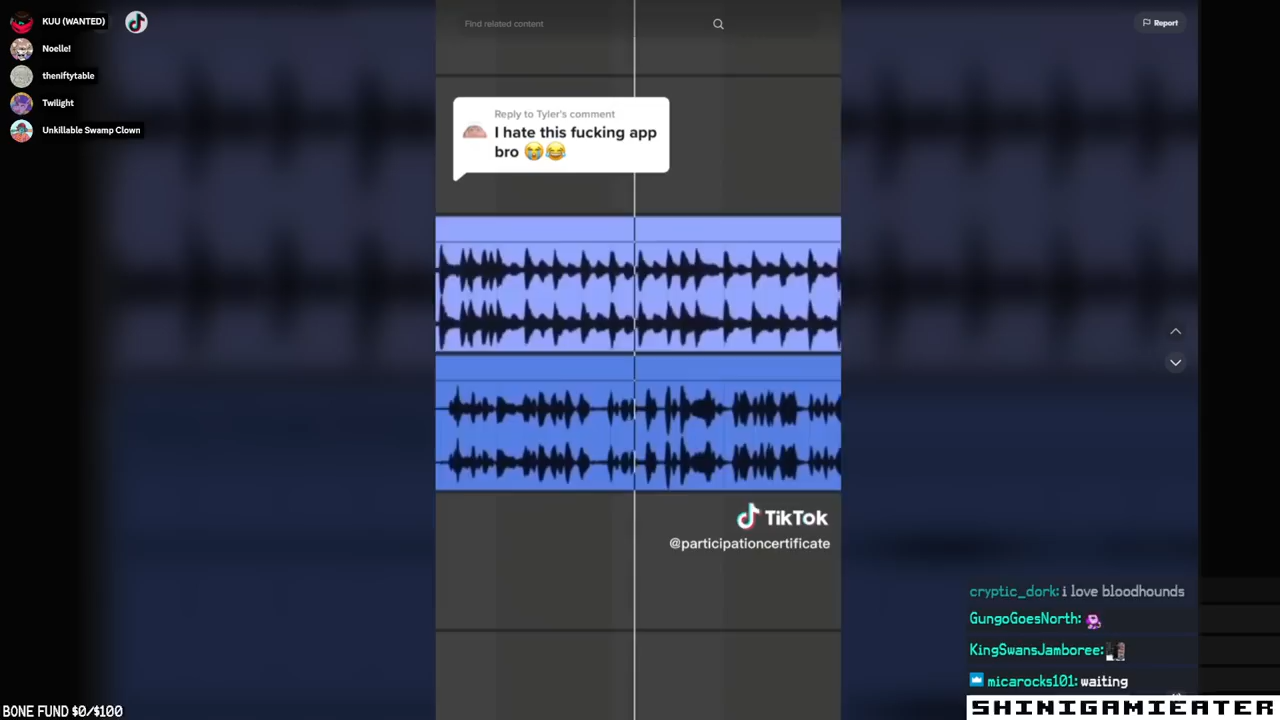 KUU (WANTED)
Noelle!
theniftytable
Twilight
Unkillable Swamp Clown
Find related content
Report
Reply to Tyler's comment
I hate this fucking app
bro 😭😂
TikTok
@participationcertificate
cryptic_dork: i love bloodhounds
GungoGoesNorth:
KingSwansJamboree:
micarocks101: waiting
BONE FUND $0/$100
SHINIGAMIEATER